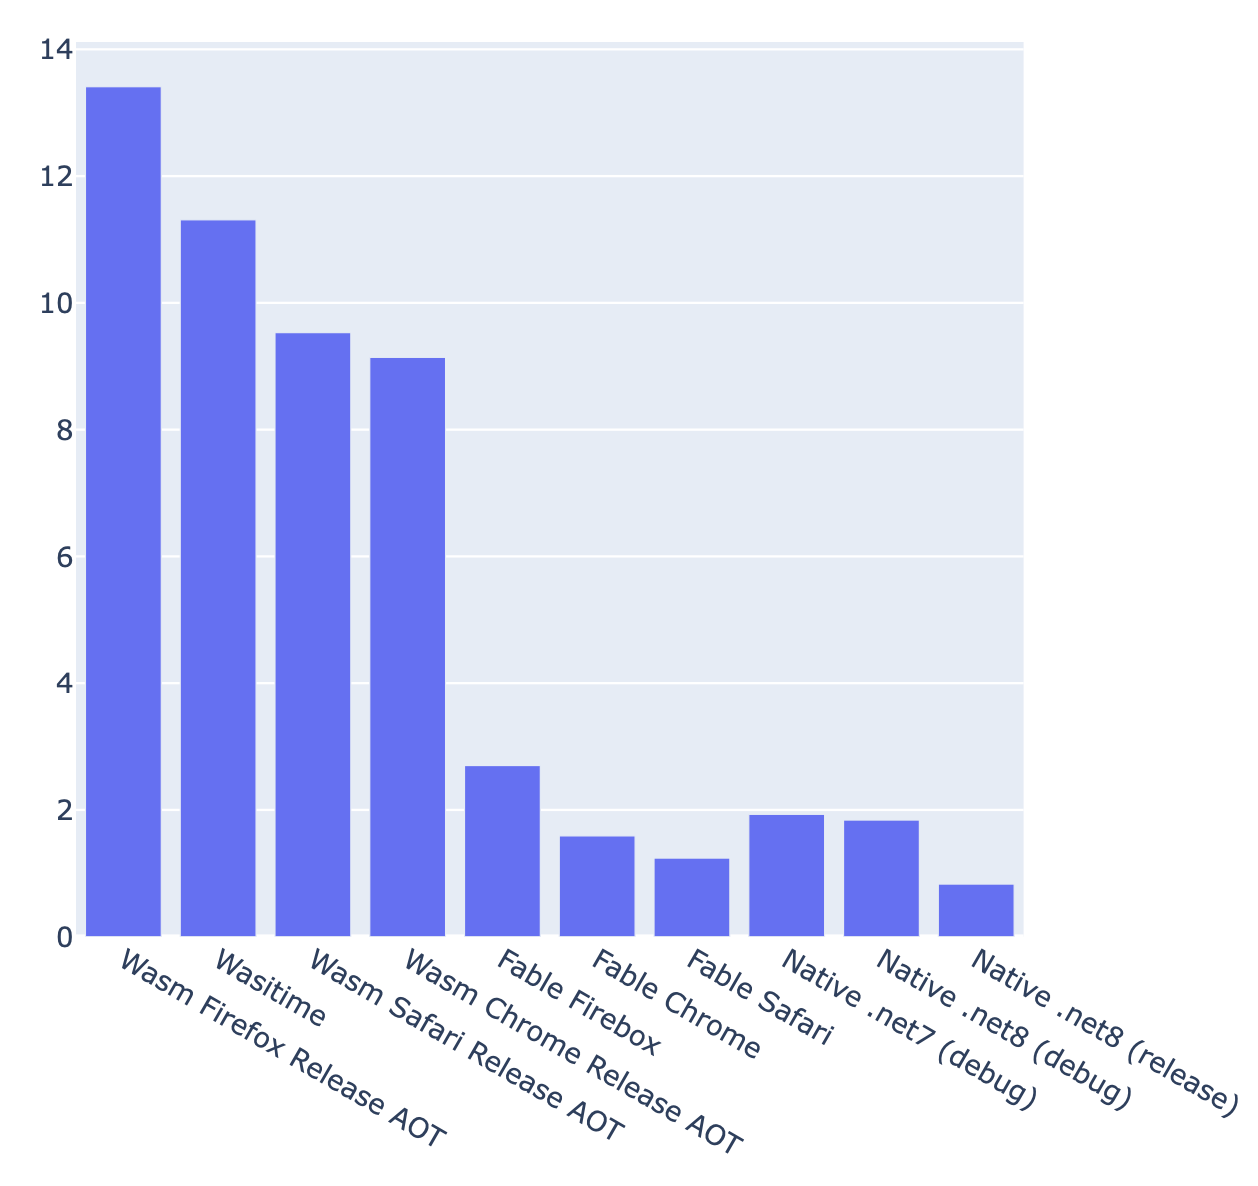 14
12
10
8
6
4
2
0
Wasm Firefox Release AOT
Wasitime
Wasm Safari Release AOT
Wasm Chrome Release AOT
Fable Firebox
Fable Chrome
Fable Safari
Native .net7 (debug)
Native .net8 (debug)
Native .net8 (release)